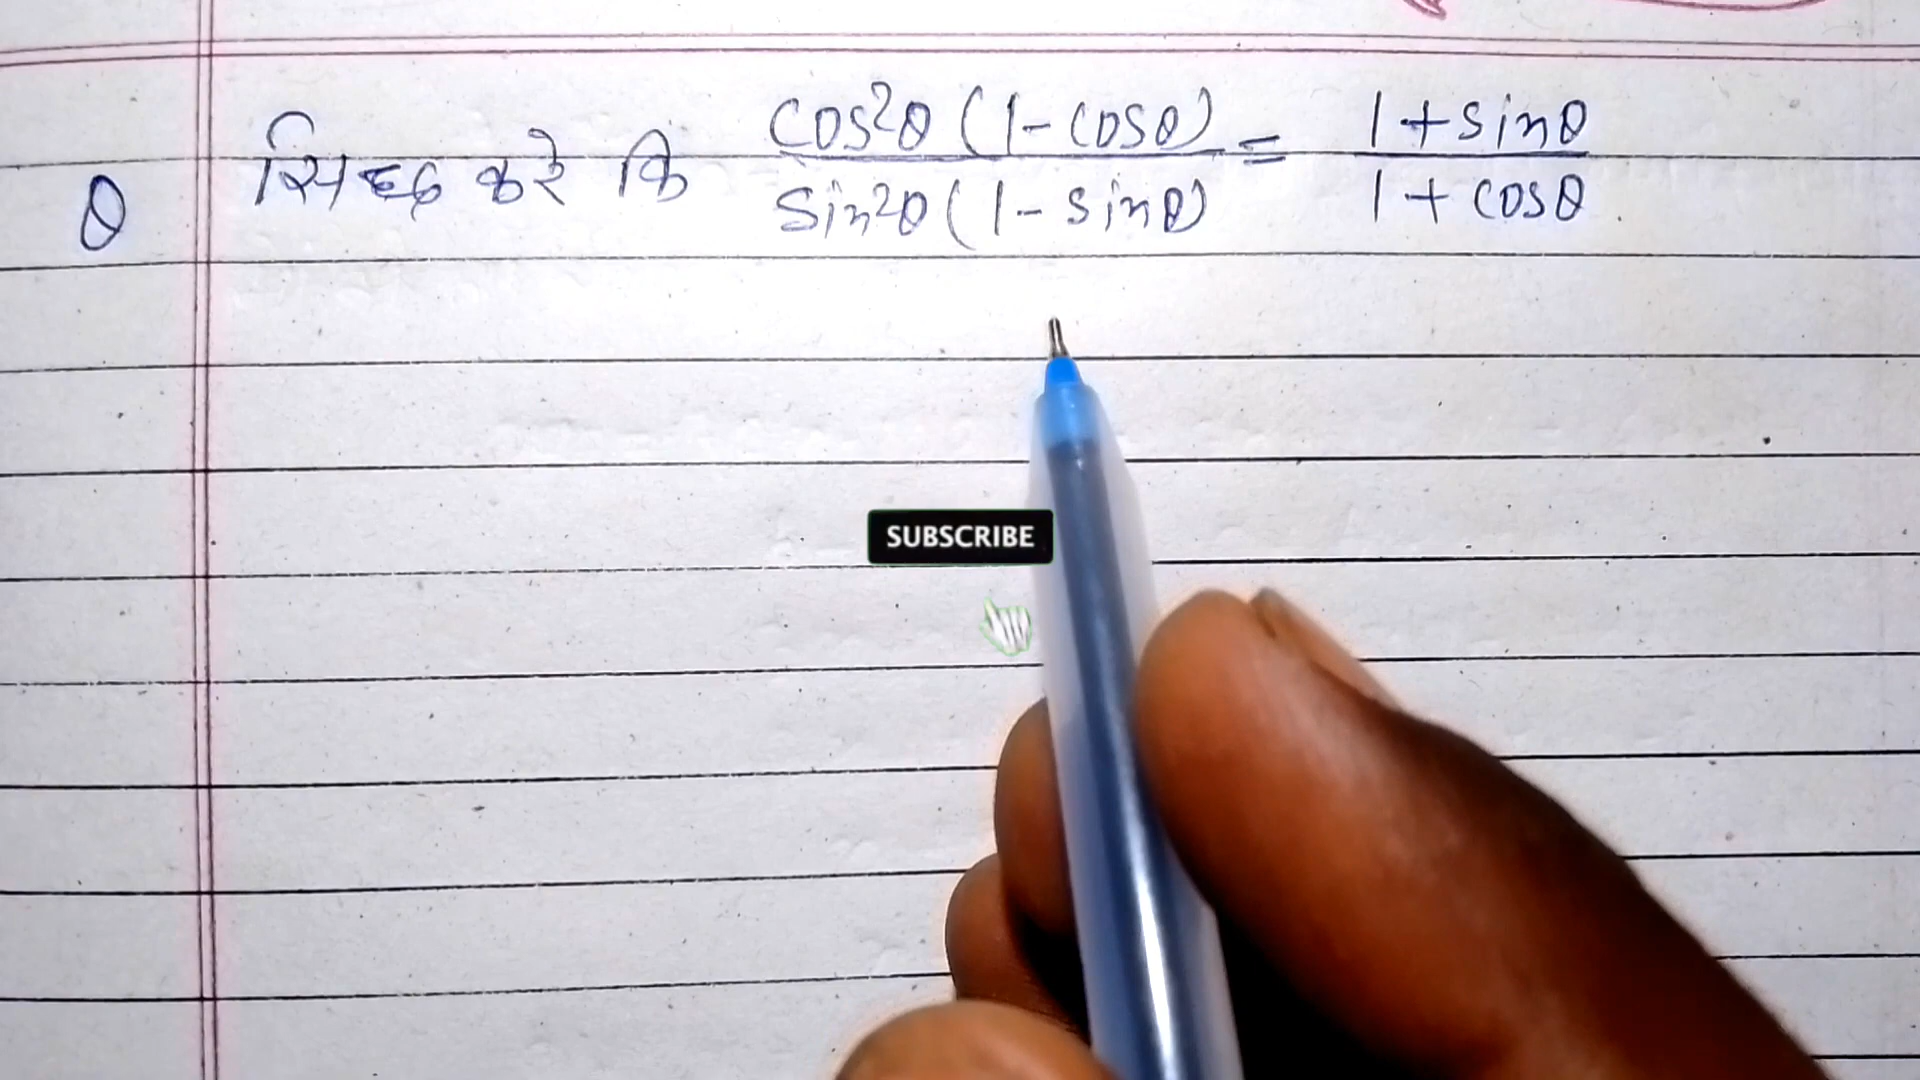 Q सिद्ध करे कि cos²θ (1 - cosθ) / sin²θ (1 - sinθ) = 1 + sinθ / 1 + cosθ .
SUBSCRIBE